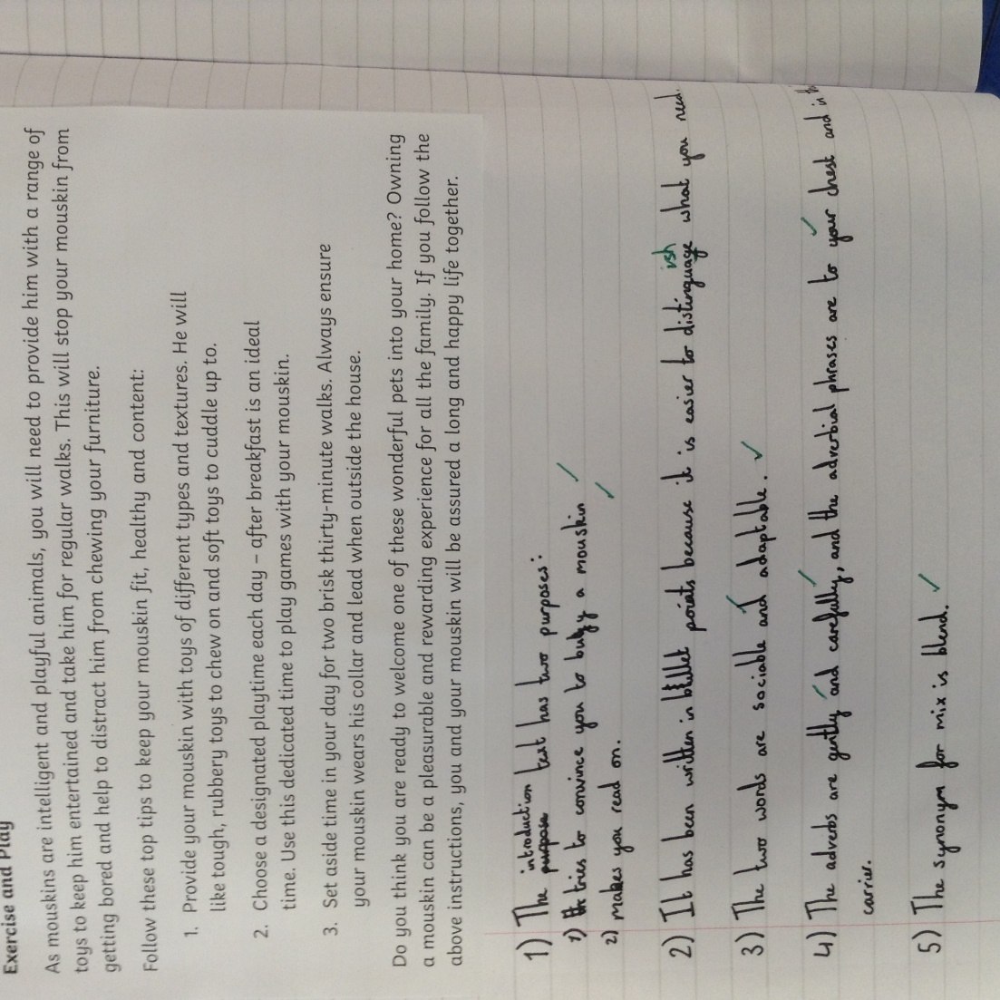 Exercise and Play
As mouskins are intelligent and playful animals, you will need to provide him with a range of
toys to keep him entertained and take him for regular walks. This will stop your mouskin from
getting bored and help to distract him from chewing your furniture.
Follow these top tips to keep your mouskin fit, healthy and content:
1. Provide your mouskin with toys of different types and textures. He will
like tough, rubbery toys to chew on and soft toys to cuddle up to.
2. Choose a designated playtime each day – after breakfast is an ideal
time. Use this dedicated time to play games with your mouskin.
3. Set aside time in your day for two brisk thirty-minute walks. Always ensure
your mouskin wears his collar and lead when outside the house.
Do you think you are ready to welcome one of these wonderful pets into your home? Owning
a mouskin can be a pleasurable and rewarding experience for all the family. If you follow the
above instructions, you and your mouskin will be assured a long and happy life together.
introduction
1) The purpose text has two purposes:
1) tries to convince you to buy a mouskin
2) makes you read on.
ish
2) It has been written in bullet points because it is easier to distinguage what you need.
3) The two words are sociable and adaptable.
4) The adverbs are gently and carefully, and the adverbial phrases are to your chest and in
carrier.
5) The synonym for mix is blend.